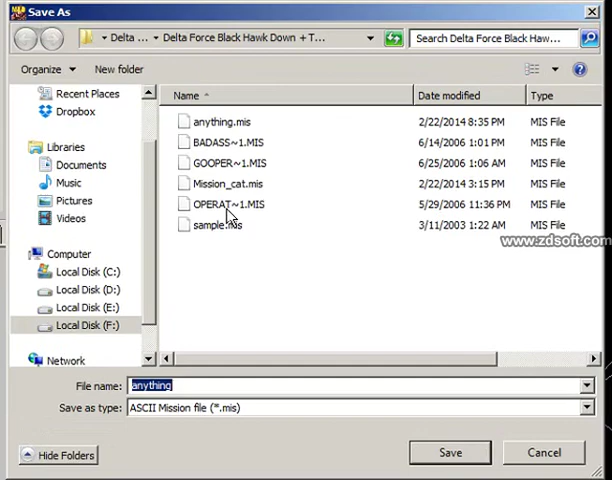 Save As
Delta ... Delta Force Black Hawk Down + T... Search Delta Force Black Haw...
Organize New folder
Recent Places
Dropbox
Libraries
Documents
Music
Pictures
Videos
Computer
Local Disk (C:)
Local Disk (D:)
Local Disk (E:)
Local Disk (F:)
Network
Name Date modified Type
anything.mis 2/22/2014 8:35 PM MIS File
BADASS~1.MIS 6/14/2006 1:01 PM MIS File
GOOPER~1.MIS 6/25/2006 1:06 AM MIS File
Mission_cat.mis 2/22/2014 3:15 PM MIS File
OPERAT~1.MIS 5/29/2006 11:36 PM MIS File
sample.mis 3/11/2003 1:22 AM MIS File
www.zdsoft.com
File name: anything
Save as type: ASCII Mission file (*.mis)
Hide Folders Save Cancel